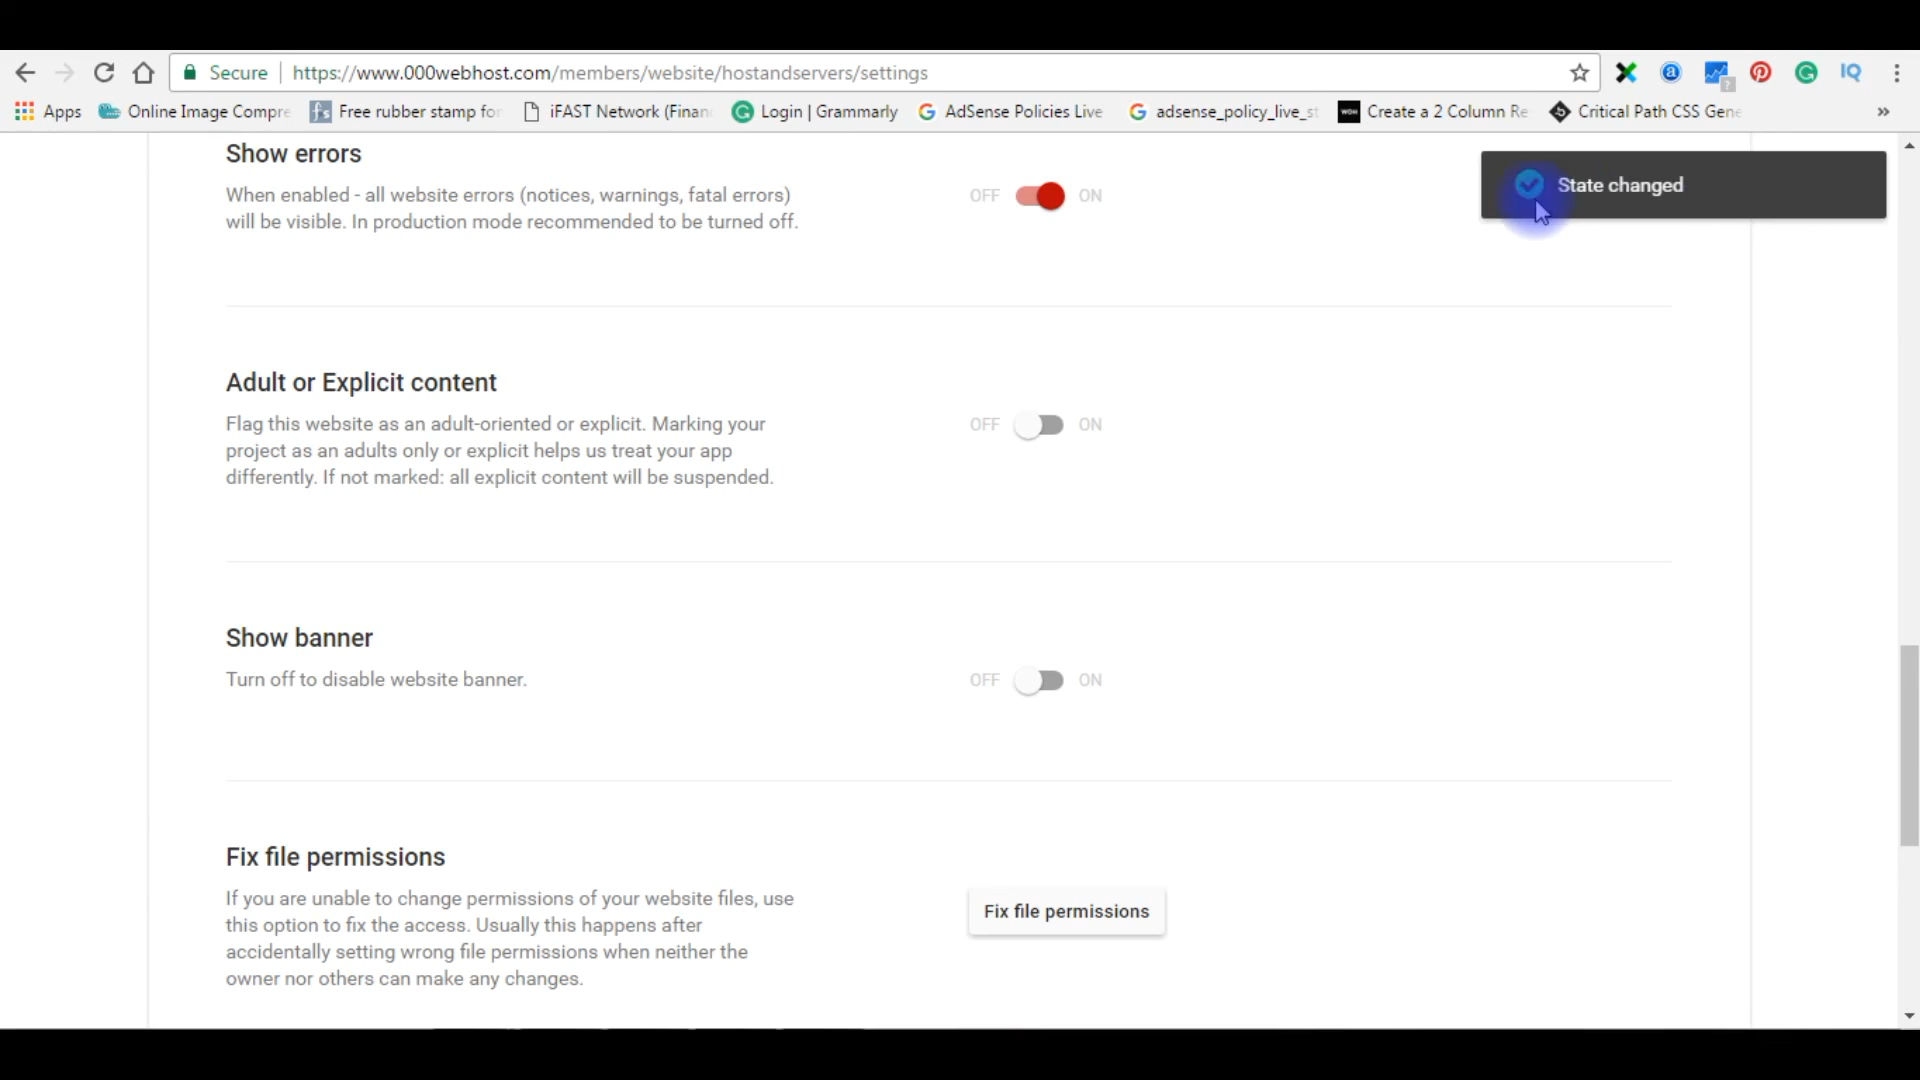 Secure https://www.000webhost.com/members/website/hostandservers/settings
Apps Online Image Compre Free rubber stamp for iFAST Network (Finan Login | Grammarly AdSense Policies Live adsense_policy_live_st Create a 2 Column Re Critical Path CSS Gene »
Show errors
When enabled - all website errors (notices, warnings, fatal errors)
will be visible. In production mode recommended to be turned off.
OFF ON
State changed
Adult or Explicit content
Flag this website as an adult-oriented or explicit. Marking your
project as an adults only or explicit helps us treat your app
differently. If not marked: all explicit content will be suspended.
OFF ON
Show banner
Turn off to disable website banner.
OFF ON
Fix file permissions
If you are unable to change permissions of your website files, use
this option to fix the access. Usually this happens after
accidentally setting wrong file permissions when neither the
owner nor others can make any changes.
Fix file permissions